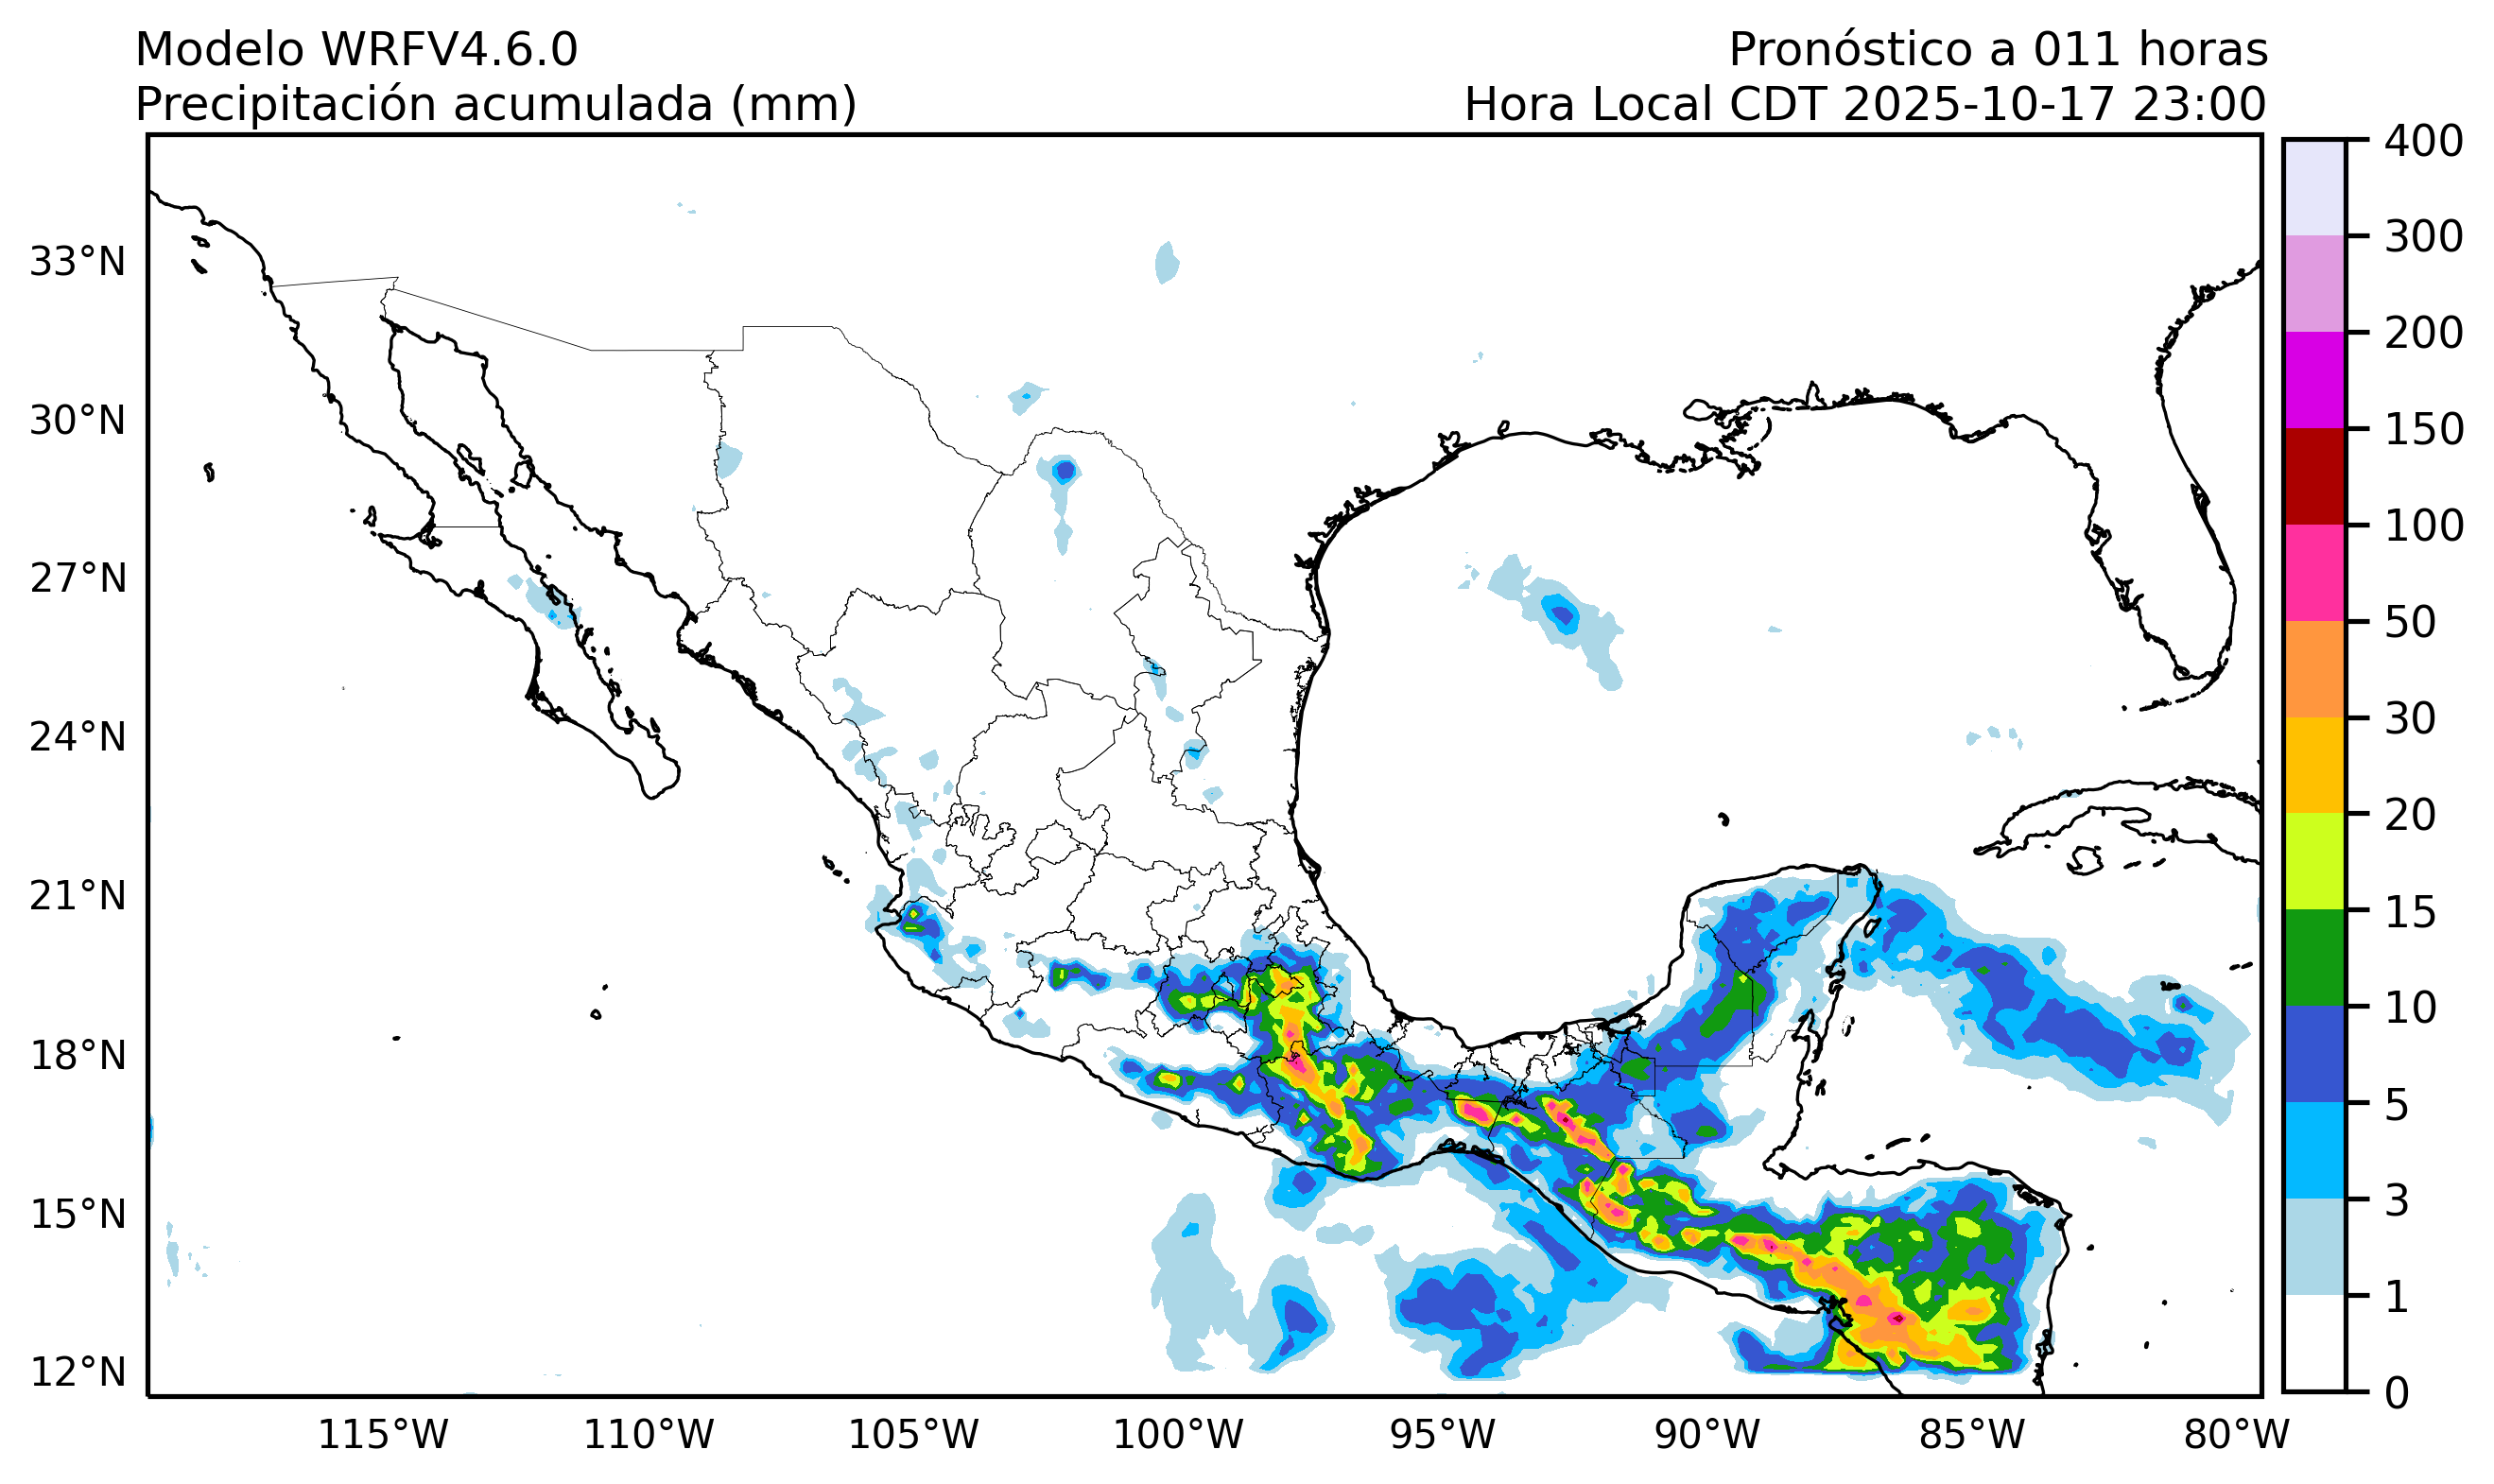 Modelo WRFV4.6.0
Precipitación acumulada (mm)
Pronóstico a 011 horas
Hora Local CDT 2025-10-17 23:00
33°N
30°N
27°N
24°N
21°N
18°N
15°N
12°N
115°W
110°W
105°W
100°W
95°W
90°W
85°W
80°W
400
300
200
150
100
50
30
20
15
10
5
3
1
0